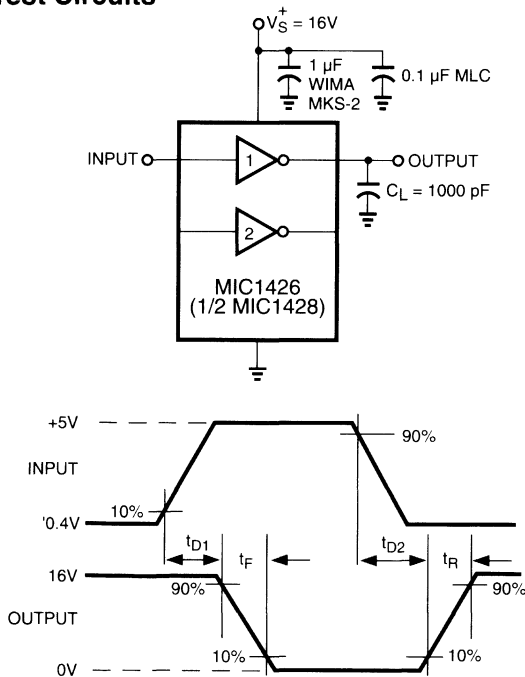 Test Circuits
V+S = 16V
1 µF
WIMA
MKS-2
0.1 µF MLC
INPUT
1
OUTPUT
CL = 1000 pF
2
MIC1426
(1/2 MIC1428)
+5V
90%
INPUT
10%
'0.4V
tD1
tF
tD2
tR
16V
90%
90%
OUTPUT
10%
10%
0V